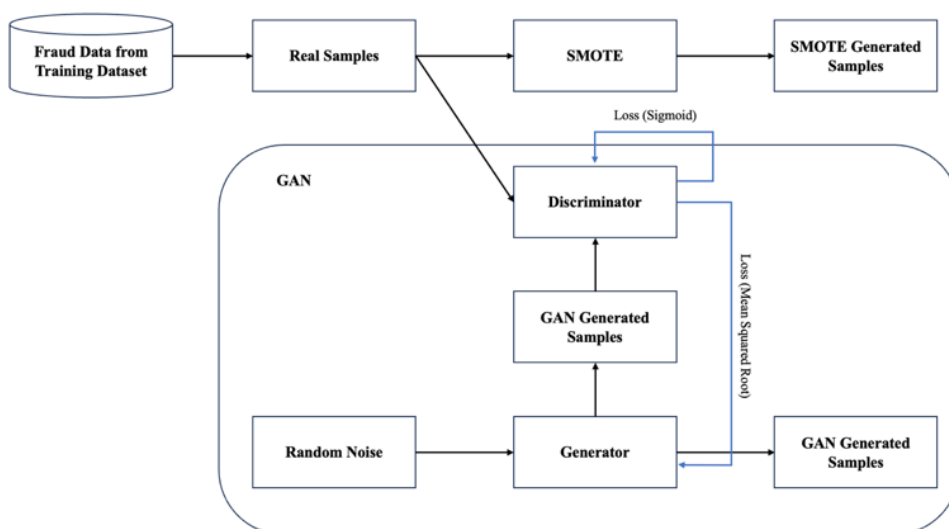 Fraud Data from
Training Dataset
Real Samples
SMOTE
SMOTE Generated
Samples
Loss (Sigmoid)
GAN
Discriminator
Loss (Mean Squared Root)
GAN Generated
Samples
Random Noise
Generator
GAN Generated
Samples